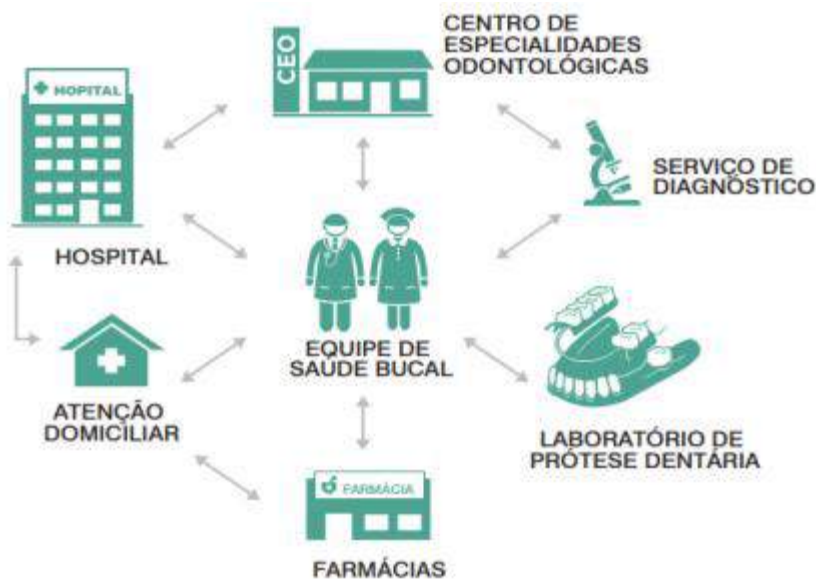 CENTRO DE
ESPECIALIDADES
ODONTOLÓGICAS
CEO
HOPITAL
SERVIÇO DE
DIAGNÓSTICO
HOSPITAL
EQUIPE DE
SAÚDE BUCAL
ATENÇÃO
DOMICILIAR
LABORATÓRIO DE
PRÓTESE DENTÁRIA
FARMÁCIA
FARMÁCIAS